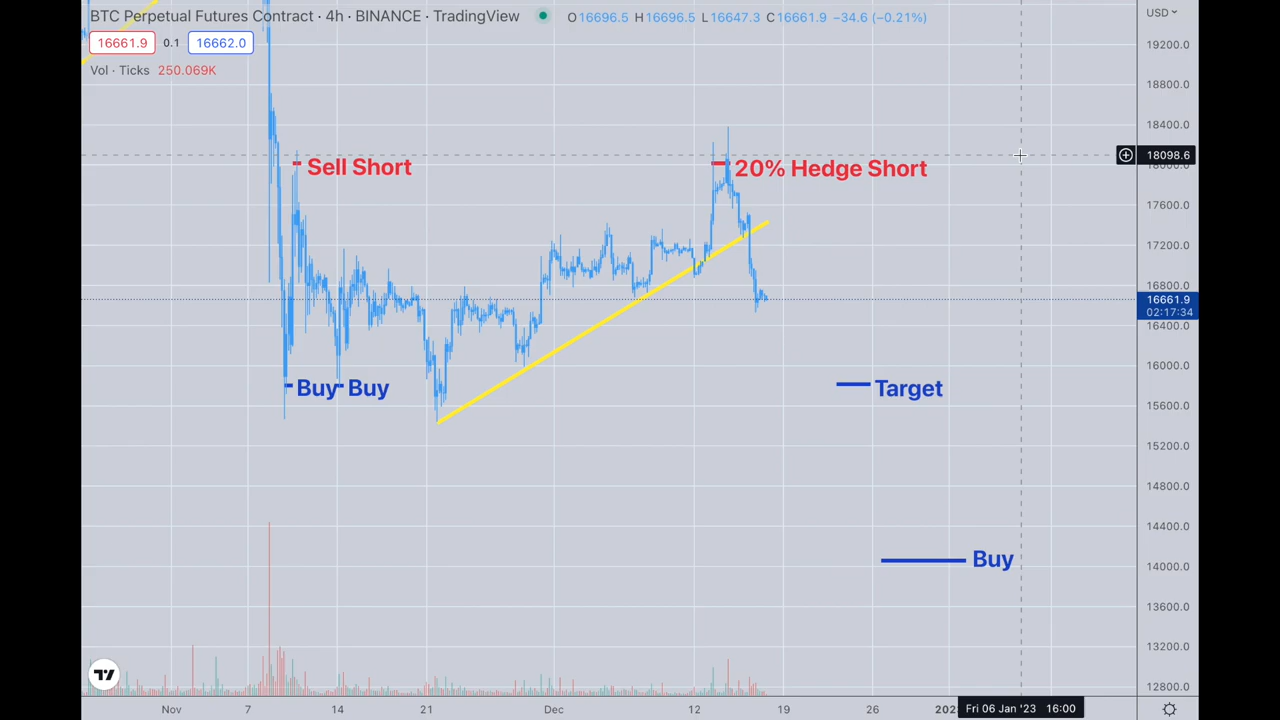 BTC Perpetual Futures Contract · 4h · BINANCE · TradingView O16696.5 H16696.5 L16647.3 C16661.9 −34.6 (−0.21%)
USD
16661.9 0.1 16662.0
Vol · Ticks 250.069K
19200.0
18800.0
18400.0
18098.6
18000.0
Sell Short
20% Hedge Short
17600.0
17200.0
16800.0
16661.9
02:17:34
16400.0
16000.0
Buy Buy
Target
15600.0
15200.0
14800.0
14400.0
Buy
14000.0
13600.0
13200.0
12800.0
Nov 7 14 21 Dec 12 19 26 202 Fri 06 Jan '23 16:00